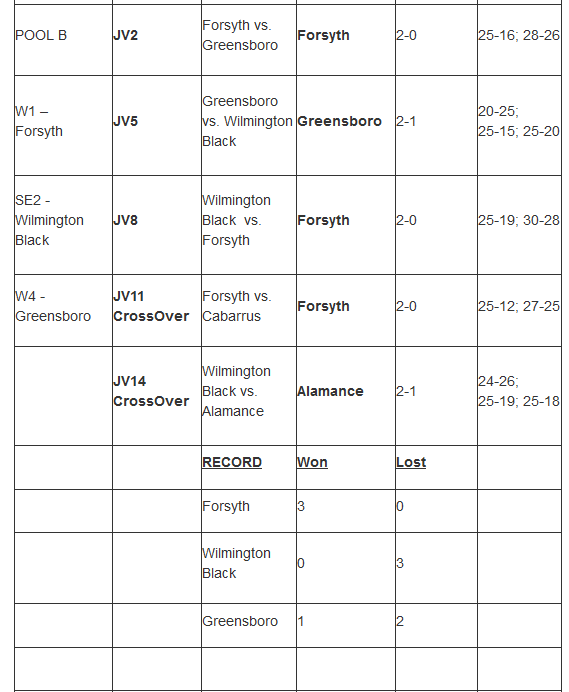 POOL B
JV2
Forsyth vs.
Greensboro
Forsyth
2-0
25-16; 28-26
W1 –
Forsyth
JV5
Greensboro
vs. Wilmington
Black
Greensboro
2-1
20-25;
25-15; 25-20
SE2 -
Wilmington
Black
JV8
Wilmington
Black  vs.
Forsyth
Forsyth
2-0
25-19; 30-28
W4 -
Greensboro
JV11
CrossOver
Forsyth vs.
Cabarrus
Forsyth
2-0
25-12; 27-25
JV14
CrossOver
Wilmington
Black vs.
Alamance
Alamance
2-1
24-26;
25-19; 25-18
RECORD
Won
Lost
Forsyth
3
0
Wilmington
Black
0
3
Greensboro
1
2